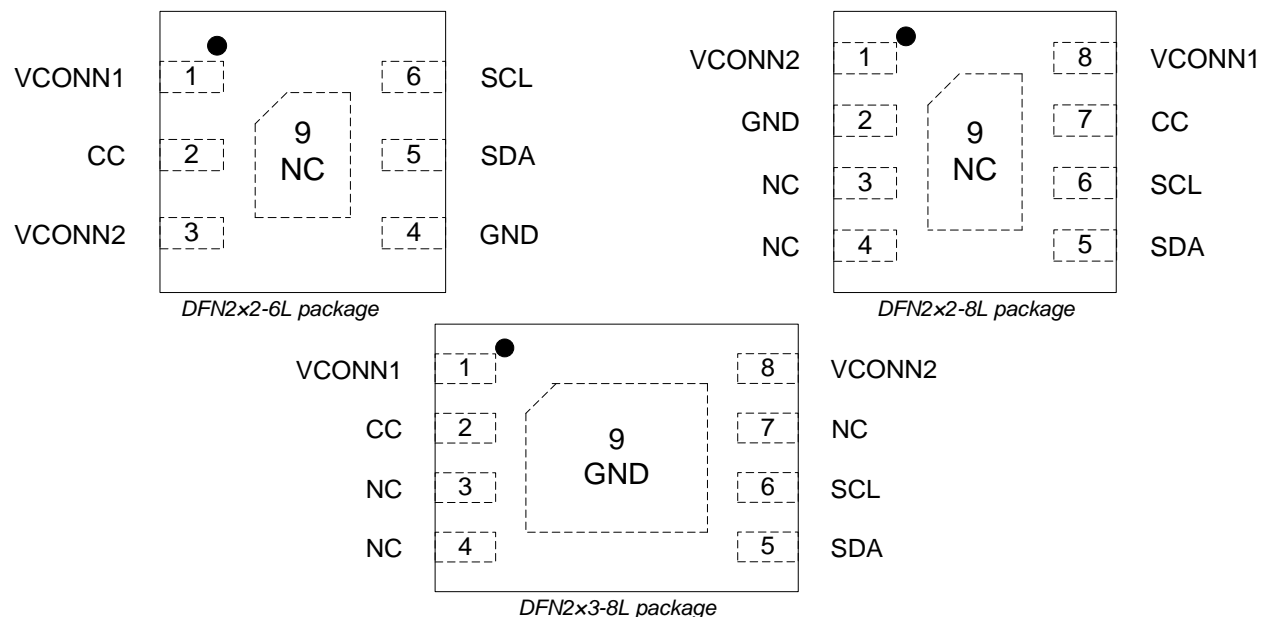 VCONN1 1 6 SCL
CC 2 9 NC 5 SDA
VCONN2 3 4 GND
DFN2×2-6L package
VCONN2 1 8 VCONN1
GND 2 7 CC
9
NC
NC 3 6 SCL
NC 4 5 SDA
DFN2×2-8L package
VCONN1 1 8 VCONN2
CC 2 7 NC
9
GND
NC 3 6 SCL
NC 4 5 SDA
DFN2×3-8L package